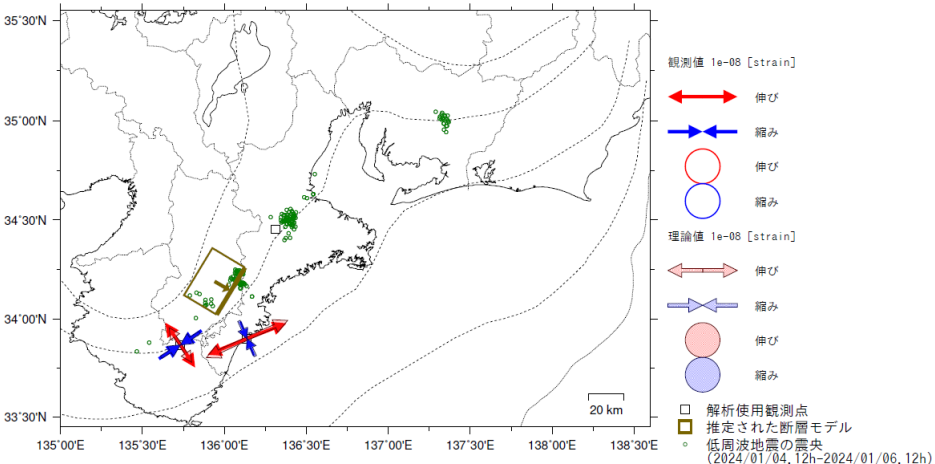 35°30'N
35°00'N
34°30'N
34°00'N
33°30'N
135°00'E
135°30'E
136°00'E
136°30'E
137°00'E
137°30'E
138°00'E
138°30'E
20 km
観測値 1e-08 [strain]
伸び
縮み
伸び
縮み
理論値 1e-08 [strain]
伸び
縮み
伸び
縮み
解析使用観測点
推定された断層モデル
低周波地震の震央
(2024/01/04.12h-2024/01/06.12h)